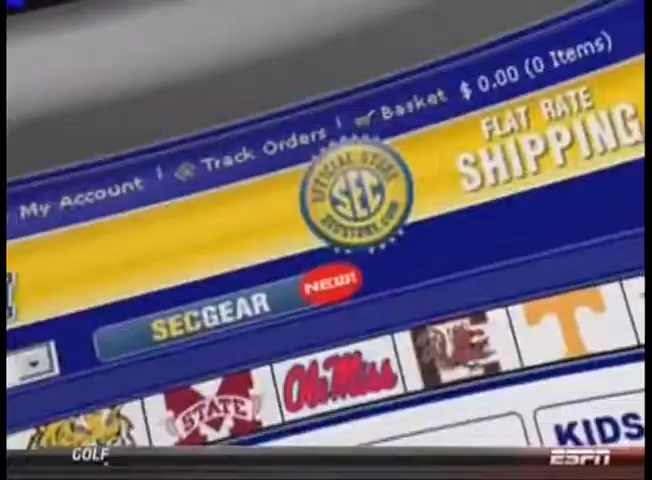 My Account | Track Orders | Basket $ 0.00 (0 Items)
OFFICIAL STORE
SEC
SECSTORE.COM
FLAT RATE
SHIPPING
SECGEAR NEW!
M STATE
Ole Miss
T
KIDS
GOLF
ESPN